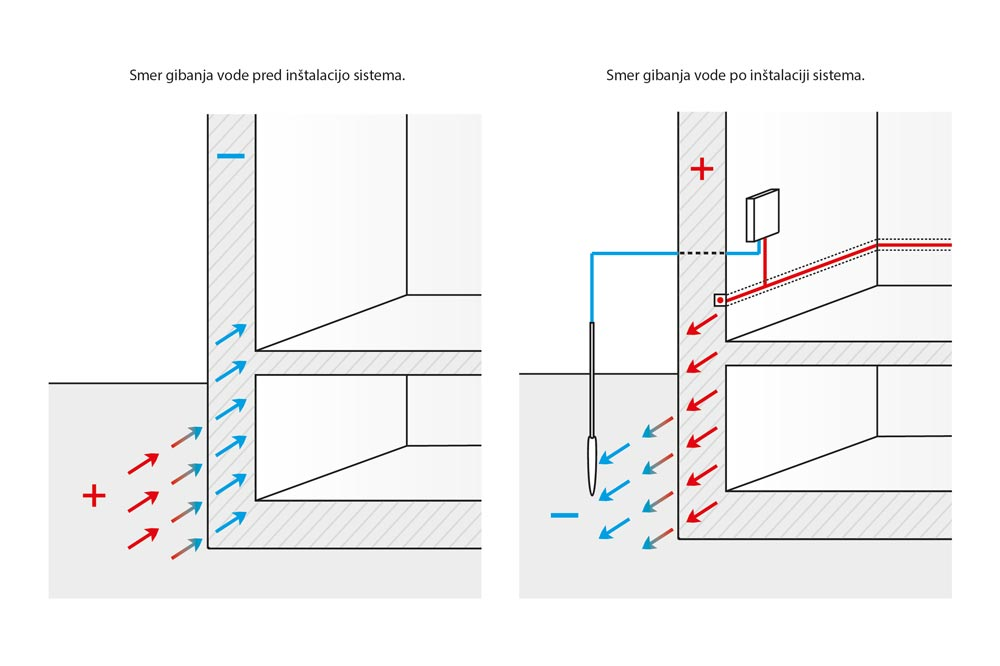 Smer gibanja vode pred inštalacijo sistema.
Smer gibanja vode po inštalaciji sistema.